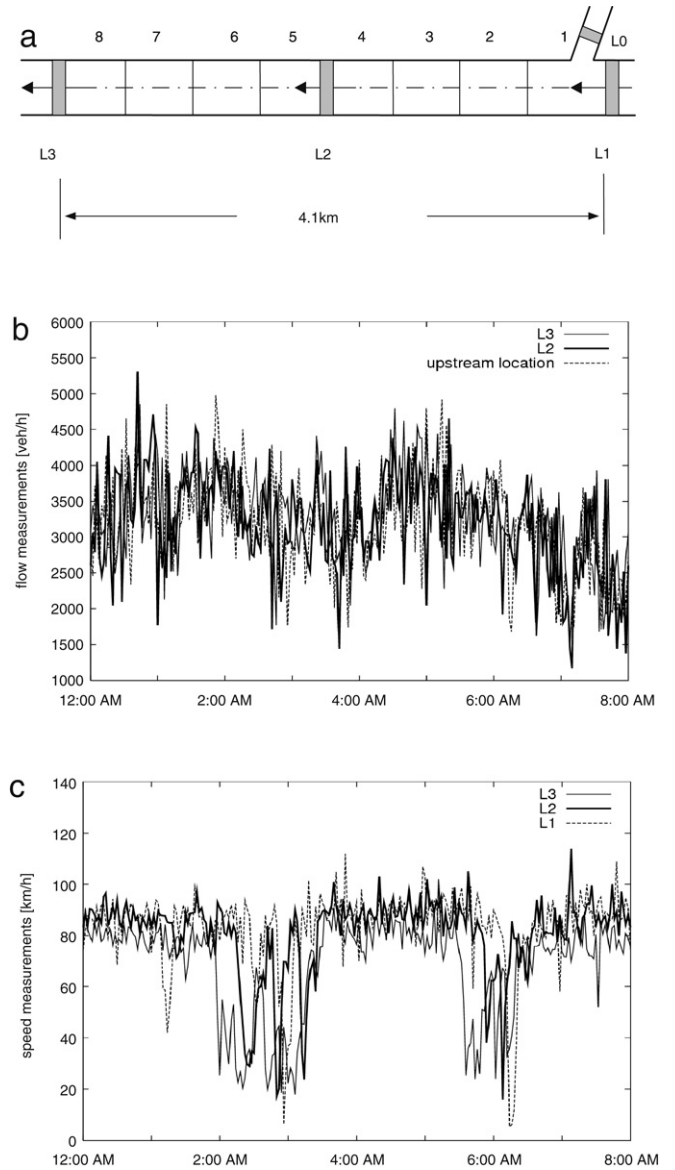 a
8 7 6 5 4 3 2 1 L0
L3 L2 L1
4.1km
b
flow measurements [veh/h]
6000
5500
5000
4500
4000
3500
3000
2500
2000
1500
1000
L3
L2
upstream location
12:00 AM 2:00 AM 4:00 AM 6:00 AM 8:00 AM
c
speed measurements [km/h]
140
120
100
80
60
40
20
0
L3
L2
L1
12:00 AM 2:00 AM 4:00 AM 6:00 AM 8:00 AM